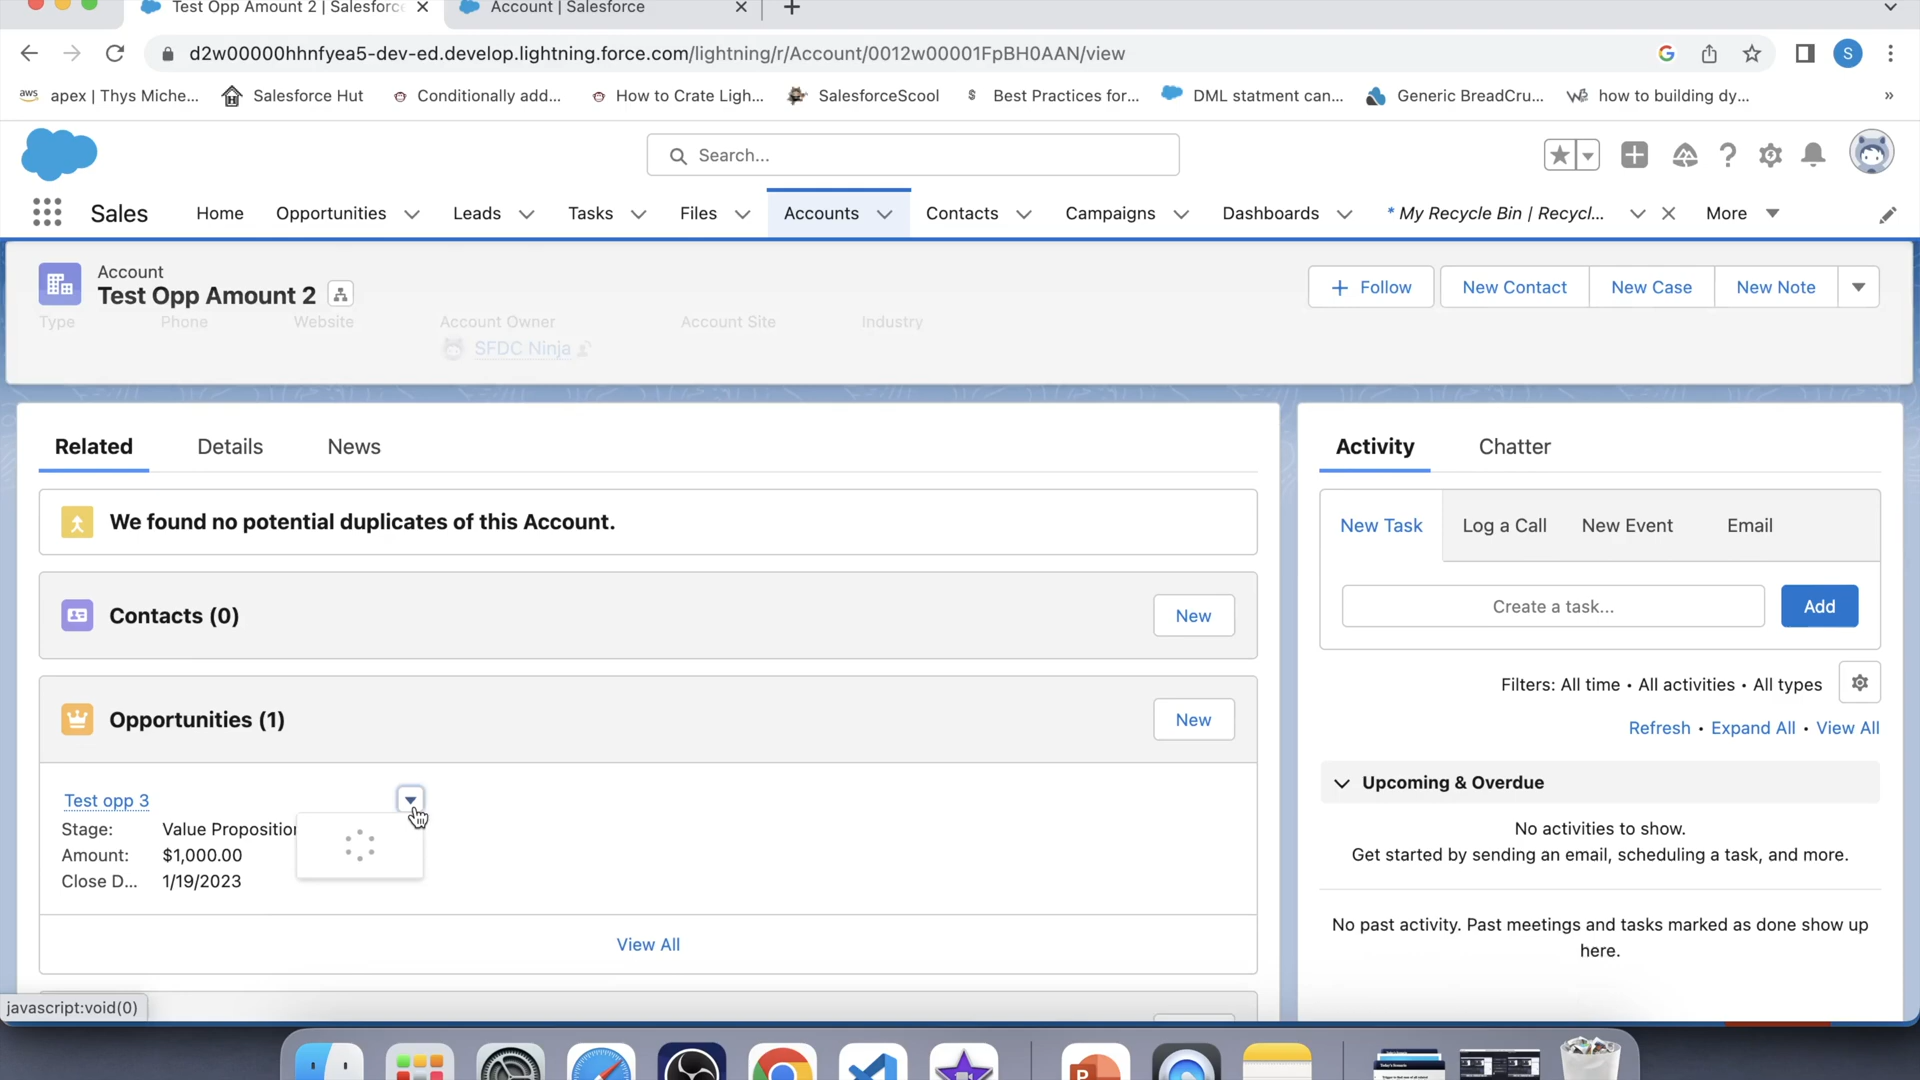 Test Opp Amount 2 | Salesforc
Account | Salesforce
d2w00000hhnfyea5-dev-ed.develop.lightning.force.com/lightning/r/Account/0012w00001FpBH0AAN/view
S
aws apex | Thys Miche...
Salesforce Hut
Conditionally add...
How to Crate Ligh...
SalesforceScool
Best Practices for...
DML statment can...
Generic BreadCru...
how to building dy...
»
Search...
Sales
Home
Opportunities
Leads
Tasks
Files
Accounts
Contacts
Campaigns
Dashboards
* My Recycle Bin | Recycl...
More
Account
Test Opp Amount 2
+ Follow
New Contact
New Case
New Note
Type
Phone
Website
Account Owner
Account Site
Industry
SFDC Ninja
Related
Details
News
We found no potential duplicates of this Account.
Contacts (0)
New
Opportunities (1)
New
Test opp 3
Stage: Value Proposition
Amount: $1,000.00
Close D... 1/19/2023
View All
Activity
Chatter
New Task
Log a Call
New Event
Email
Create a task...
Add
Filters: All time • All activities • All types
Refresh • Expand All • View All
Upcoming & Overdue
No activities to show.
Get started by sending an email, scheduling a task, and more.
No past activity. Past meetings and tasks marked as done show up
here.
javascript:void(0)